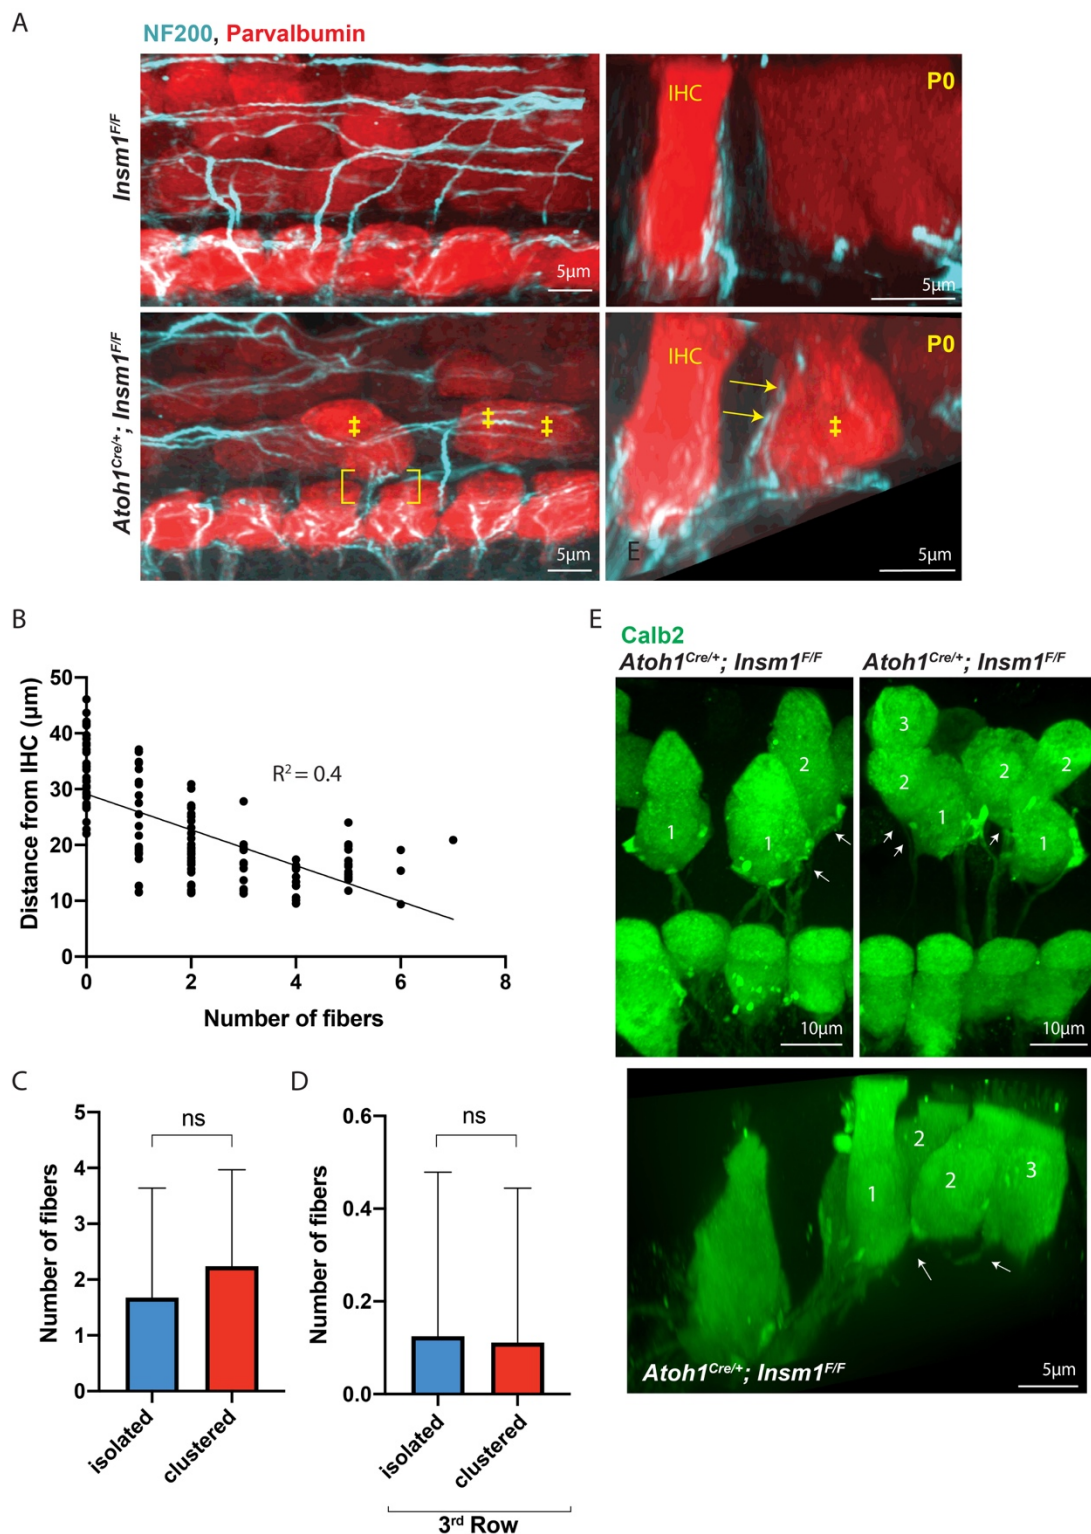 A
NF200, Parvalbumin
Insm1F/F
IHC
P0
5µm
5µm
Atoh1Cre/+; Insm1F/F
‡
‡
‡
[ ]
IHC
P0
‡
E
5µm
5µm
B
Distance from IHC (µm)
50
40
30
20
10
0
R2 = 0.4
0 2 4 6 8
Number of fibers
C
Number of fibers
5
4
3
2
1
0
ns
isolated
clustered
D
Number of fibers
0.6
0.4
0.2
0.0
ns
isolated
clustered
3rd Row
E
Calb2
Atoh1Cre/+; Insm1F/F
Atoh1Cre/+; Insm1F/F
2
1
1
10µm
3
2
2
2
1
1
10µm
2
1
2
3
Atoh1Cre/+; Insm1F/F
5µm